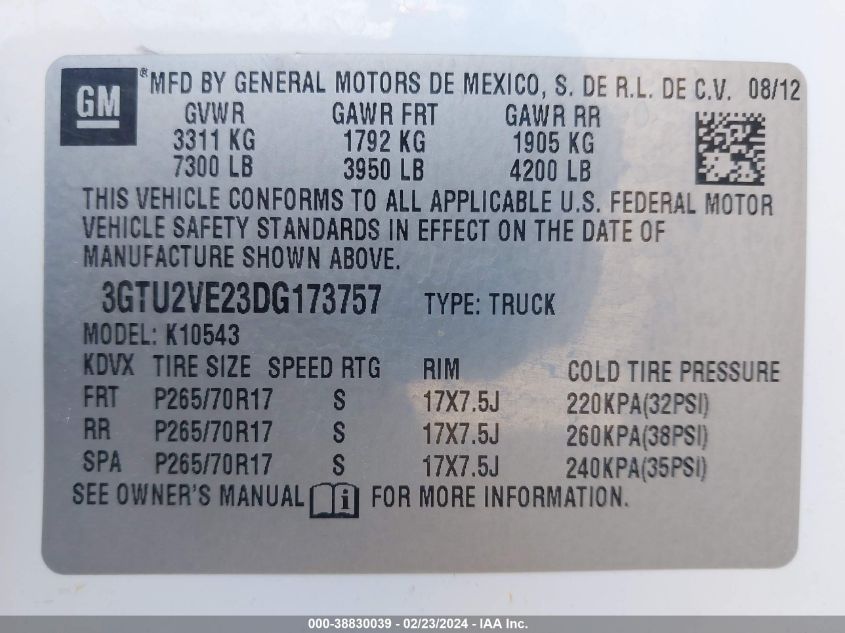 GM
® MFD BY GENERAL MOTORS DE MEXICO, S. DE R.L. DE C.V. 08/12
GVWR GAWR FRT GAWR RR
3311 KG 1792 KG 1905 KG
7300 LB 3950 LB 4200 LB
THIS VEHICLE CONFORMS TO ALL APPLICABLE U.S. FEDERAL MOTOR
VEHICLE SAFETY STANDARDS IN EFFECT ON THE DATE OF
MANUFACTURE SHOWN ABOVE.
3GTU2VE23DG173757 TYPE: TRUCK
MODEL: K10543
KDVX TIRE SIZE SPEED RTG RIM COLD TIRE PRESSURE
FRT P265/70R17 S 17X7.5J 220KPA(32PSI)
RR P265/70R17 S 17X7.5J 260KPA(38PSI)
SPA P265/70R17 S 17X7.5J 240KPA(35PSI)
SEE OWNER'S MANUAL i FOR MORE INFORMATION.
000-38830039 - 02/23/2024 - IAA Inc.